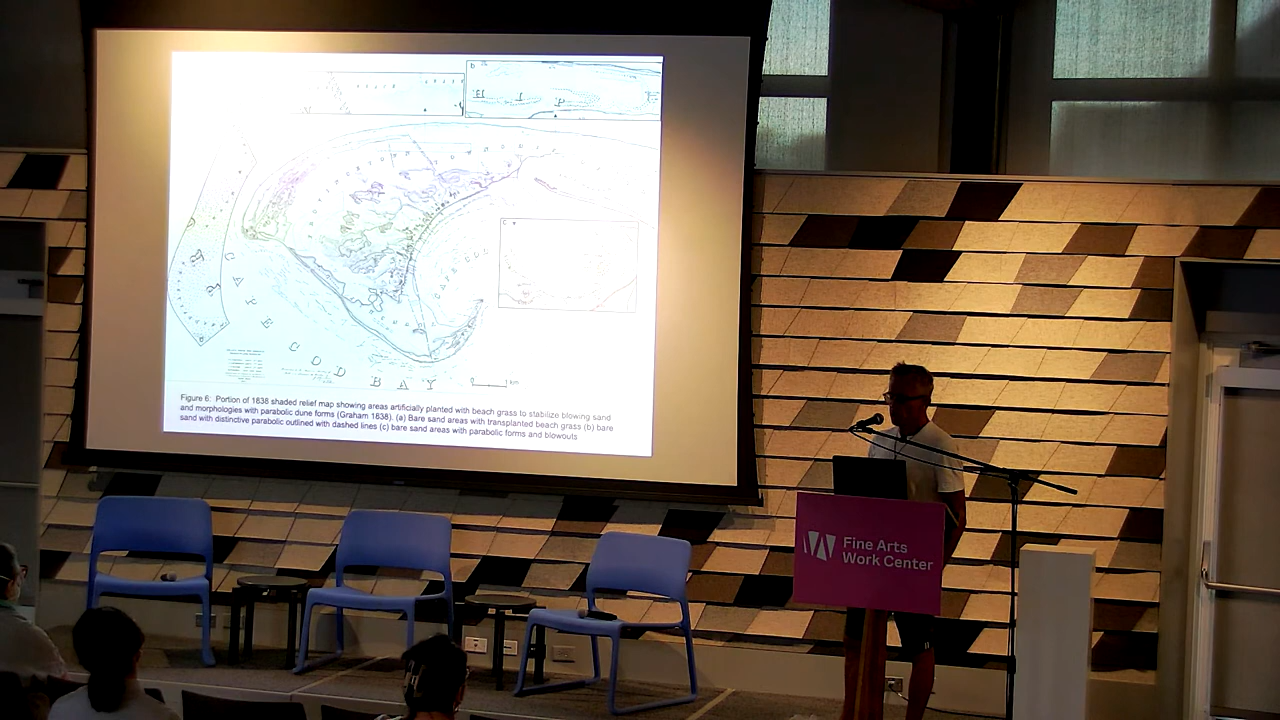 b
c
CAPE
COD
BAY
1 km
Figure 6: Portion of 1838 shaded relief map showing areas artificially planted with beach grass to stabilize blowing sand
and morphologies with parabolic dune forms (Graham 1838). (a) Bare sand areas with transplanted beach grass (b) bare
sand with distinctive parabolic outlined with dashed lines (c) bare sand areas with parabolic forms and blowouts
Fine Arts
Work Center